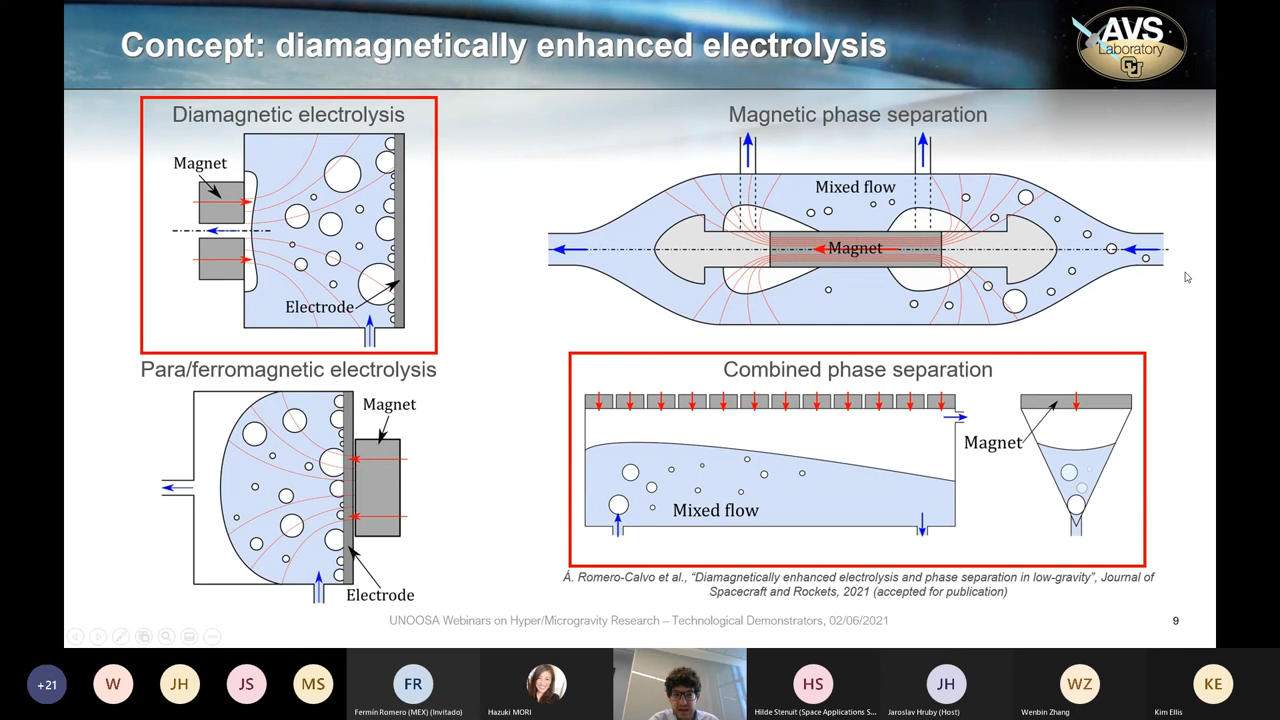 Concept: diamagnetically enhanced electrolysis
AVS
Laboratory
CU
Diamagnetic electrolysis
Magnet
Electrode
Magnetic phase separation
Mixed flow
Magnet
Para/ferromagnetic electrolysis
Magnet
Electrode
Combined phase separation
Magnet
Mixed flow
Á. Romero-Calvo et al., “Diamagnetically enhanced electrolysis and phase separation in low-gravity”, Journal of
Spacecraft and Rockets, 2021 (accepted for publication)
UNOOSA Webinars on Hyper/Microgravity Research – Technological Demonstrators, 02/06/2021
9
+21
W
JH
JS
MS
FR
Fermín Romero (MEX) (Invitado)
Hazuki MORI
HS
Hilde Stenuit (Space Applications S...
JH
Jaroslav Hruby (Host)
WZ
Wenbin Zhang
KE
Kim Ellis